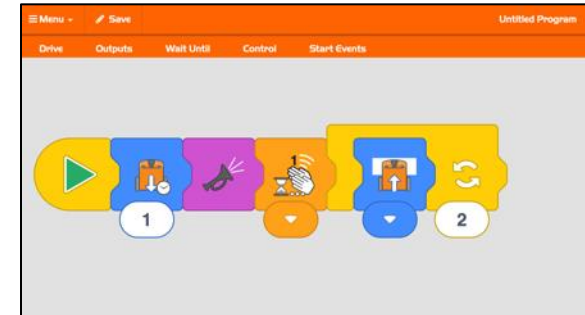 Menu Save Untitled Program
Drive Outputs Wait Until Control Start Events
1
1 2